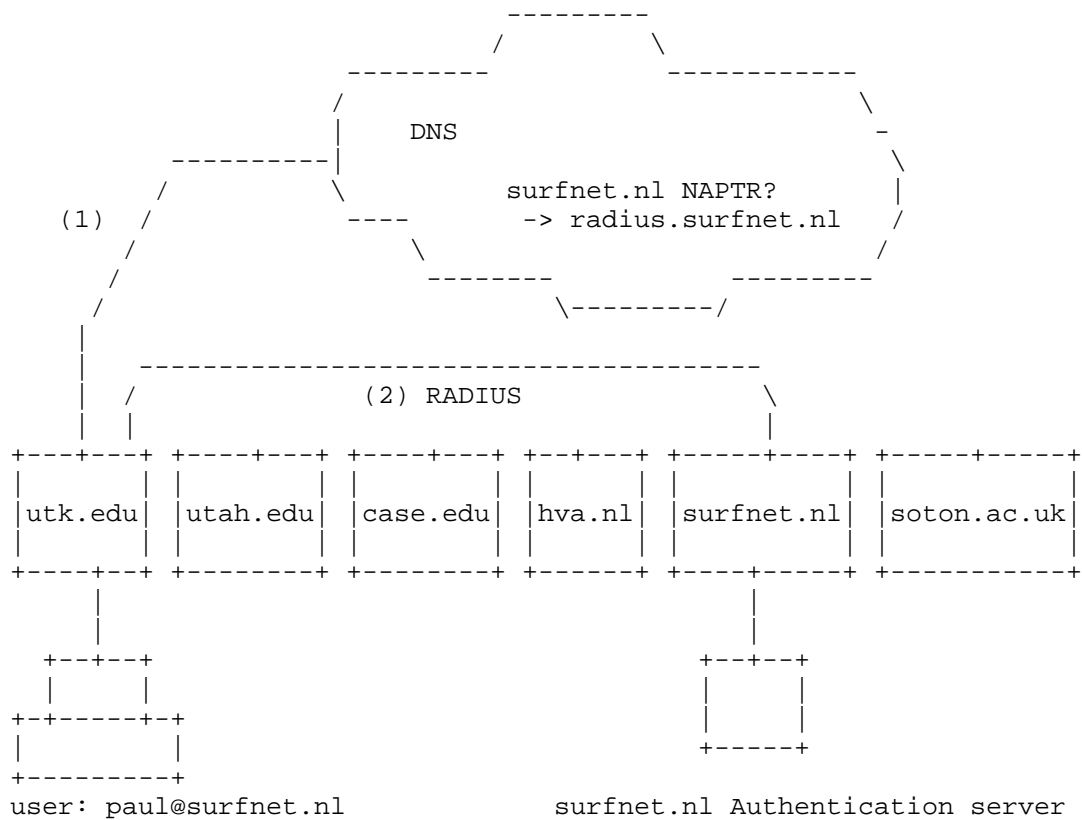 DNS
surfnet.nl NAPTR?
(1) -> radius.surfnet.nl
(2) RADIUS
utk.edu utah.edu case.edu hva.nl surfnet.nl soton.ac.uk
user: paul@surfnet.nl surfnet.nl Authentication server